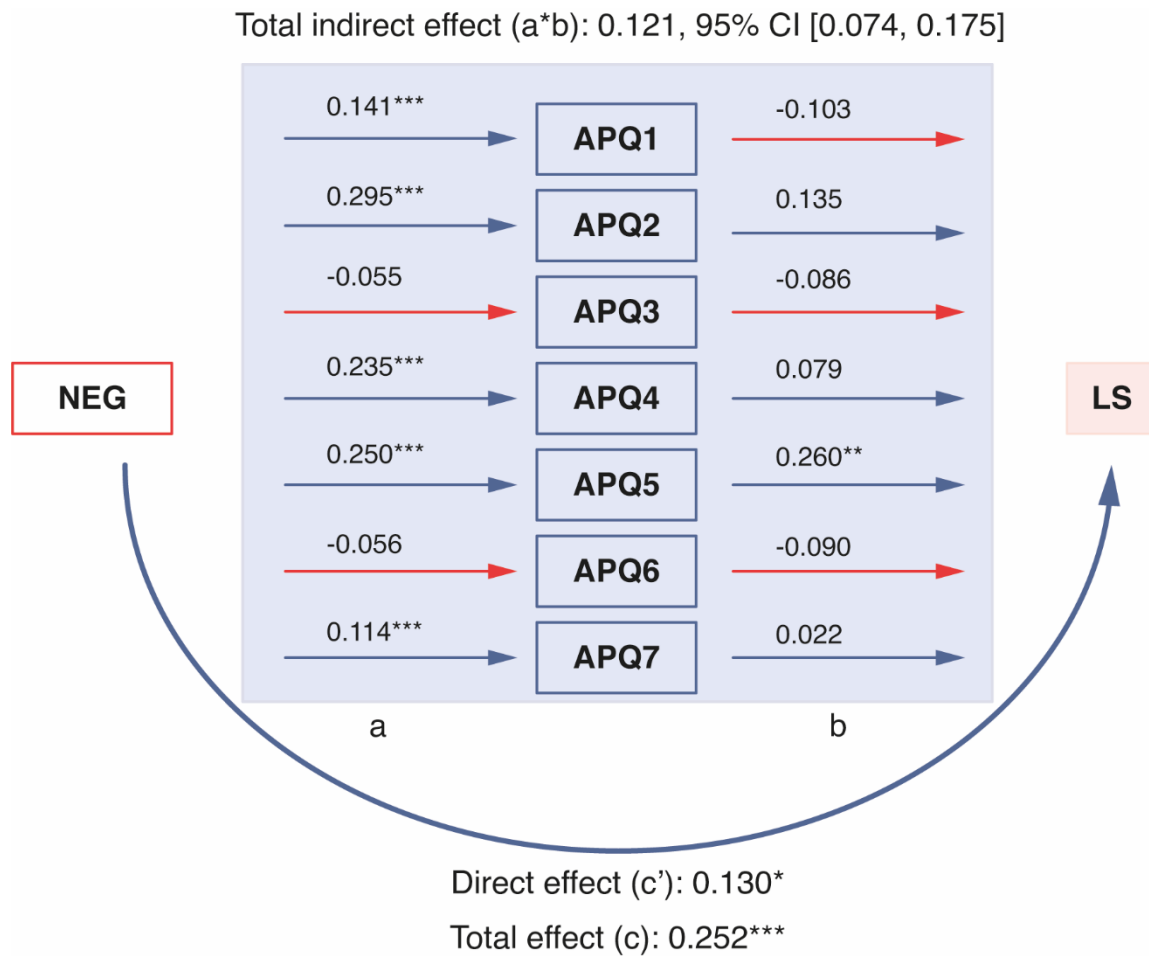 Total indirect effect (a*b): 0.121, 95% CI [0.074, 0.175]
0.141*** APQ1 -0.103
0.295*** APQ2 0.135
-0.055 APQ3 -0.086
NEG 0.235*** APQ4 0.079 LS
0.250*** APQ5 0.260**
-0.056 APQ6 -0.090
0.114*** APQ7 0.022
a b
Direct effect (c’): 0.130*
Total effect (c): 0.252***